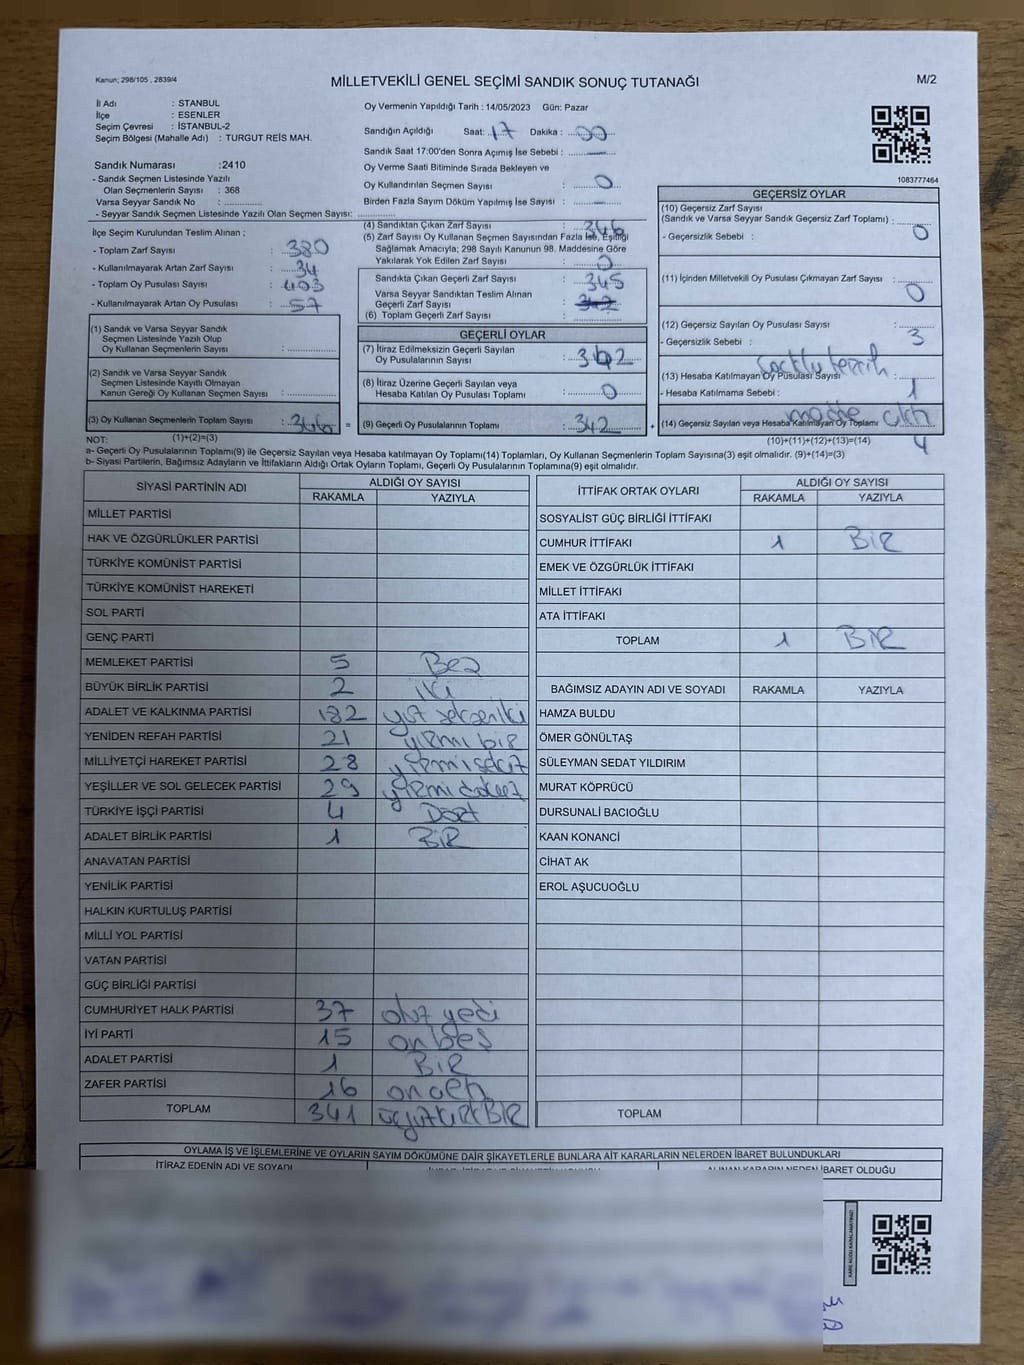 Kanun; 298/105 , 2839/4
MİLLETVEKİLİ GENEL SEÇİMİ SANDIK SONUÇ TUTANAĞI
M/2
İl Adı : STANBUL
İlçe : ESENLER
Seçim Çevresi : İSTANBUL-2
Seçim Bölgesi (Mahalle Adı) : TURGUT REİS MAH.
Sandık Numarası :2410
- Sandık Seçmen Listesinde Yazılı
Olan Seçmenlerin Sayısı : 368
Varsa Seyyar Sandık No :
- Seyyar Sandık Seçmen Listesinde Yazılı Olan Seçmen Sayısı:
İlçe Seçim Kurulundan Teslim Alınan ;
- Toplam Zarf Sayısı : 380
- Kullanılmayarak Artan Zarf Sayısı : 34
- Toplam Oy Pusulası Sayısı : 403
- Kullanılmayarak Artan Oy Pusulası : 57
(1) Sandık ve Varsa Seyyar Sandık
Seçmen Listesinde Yazılı Olup
Oy Kullanan Seçmenlerin Sayısı :
(2) Sandık ve Varsa Seyyar Sandık
Seçmen Listesinde Kayıtlı Olmayan
Kanun Gereği Oy Kullanan Seçmen Sayısı :
(3) Oy Kullanan Seçmenlerin Toplam Sayısı : 346 =
Oy Vermenin Yapıldığı Tarih : 14/05/2023 Gün: Pazar
Sandığın Açıldığı Saat: 17 Dakika : 00
Sandık Saat 17:00'den Sonra Açımış İse Sebebi :
Oy Verme Saati Bitiminde Sırada Bekleyen ve
Oy Kullandırılan Seçmen Sayısı : 0
Birden Fazla Sayım Döküm Yapılmış İse Sayısı :
(4) Sandıktan Çıkan Zarf Sayısı : 346
(5) Zarf Sayısı Oy Kullanan Seçmen Sayısından Fazla İse, Eşitliği
Sağlamak Amacıyla; 298 Sayılı Kanunun 98. Maddesine Göre
Yakılarak Yok Edilen Zarf Sayısı : 0
Sandıkta Çıkan Geçerli Zarf Sayısı : 345
Varsa Seyyar Sandıktan Teslim Alınan
Geçerli Zarf Sayısı :
(6) Toplam Geçerli Zarf Sayısı :
GEÇERLİ OYLAR
(7) İtiraz Edilmeksizin Geçerli Sayılan
Oy Pusulalarının Sayısı : 342
(8) İtiraz Üzerine Geçerli Sayılan veya
Hesaba Katılan Oy Pusulası Toplamı : 0
(9) Geçerli Oy Pusulalarının Toplamı : 342 +
1083777464
GEÇERSİZ OYLAR
(10) Geçersiz Zarf Sayısı
(Sandık ve Varsa Seyyar Sandık Geçersiz Zarf Toplamı) :
- Geçersizlik Sebebi : 0
(11) İçinden Milletvekili Oy Pusulası Çıkmayan Zarf Sayısı : 0
(12) Geçersiz Sayılan Oy Pusulası Sayısı : 3
- Geçersizlik Sebebi :
(13) Hesaba Katılmayan Oy Pusulası Sayısı : 1
- Hesaba Katılmama Sebebi :
(14) Geçersiz Sayılan veya Hesaba Katılmayan Oy Toplamı 4
NOT: (1)+(2)=(3)
(10)+(11)+(12)+(13)=(14)
a- Geçerli Oy Pusulaları Toplamı(9) ile Geçersiz Sayılan veya Hesaba katılmayan Oy Toplamı(14) Toplamları, Oy Kullanan Seçmenlerin Toplam Sayısına(3) eşit olmalıdır. (9)+(14)=(3)
b- Siyasi Partilerin, Bağımsız Adayların ve İttifakların Aldığı Ortak Oyların Toplamı, Geçerli Oy Pusulalarının Toplamına(9) eşit olmalıdır.
SİYASİ PARTİNİN ADI ALDIĞI OY SAYISI
RAKAMLA YAZIYLA
MİLLET PARTİSİ
HAK VE ÖZGÜRLÜKLER PARTİSİ
TÜRKİYE KOMÜNİST PARTİSİ
TÜRKİYE KOMÜNİST HAREKETİ
SOL PARTİ
GENÇ PARTİ
MEMLEKET PARTİSİ 5 Beş
BÜYÜK BİRLİK PARTİSİ 2 iki
ADALET VE KALKINMA PARTİSİ 182 yüz seksen iki
YENİDEN REFAH PARTİSİ 21 yirmi bir
MİLLİYETÇİ HAREKET PARTİSİ 28 yirmi sekiz
YEŞİLLER VE SOL GELECEK PARTİSİ 29 yirmi dokuz
TÜRKİYE İŞÇİ PARTİSİ 4 Dört
ADALET BİRLİK PARTİSİ 1 BİR
ANAVATAN PARTİSİ
YENİLİK PARTİSİ
HALKIN KURTULUŞ PARTİSİ
MİLLİ YOL PARTİSİ
VATAN PARTİSİ
GÜÇ BİRLİĞİ PARTİSİ
CUMHURİYET HALK PARTİSİ 37 otuz yedi
İYİ PARTİ 15 on beş
ADALET PARTİSİ 1 BİR
ZAFER PARTİSİ 16 on altı
TOPLAM 341 üçyüz kırk BİR
İTTİFAK ORTAK OYLARI ALDIĞI OY SAYISI
RAKAMLA YAZIYLA
SOSYALİST GÜÇ BİRLİĞİ İTTİFAKI
CUMHUR İTTİFAKI 1 BİR
EMEK VE ÖZGÜRLÜK İTTİFAKI
MİLLET İTTİFAKI
ATA İTTİFAKI
TOPLAM 1 BİR
BAĞIMSIZ ADAYIN ADI VE SOYADI RAKAMLA YAZIYLA
HAMZA BULDU
ÖMER GÖNÜLTAŞ
SÜLEYMAN SEDAT YILDIRIM
MURAT KÖPRÜCÜ
DURSUNALİ BACIOĞLU
KAAN KONANCİ
CİHAT AK
EROL AŞUCUOĞLU
TOPLAM
OYLAMA İŞ VE İŞLEMLERİNE VE OYLARIN SAYIM DÖKÜMÜNE DAİR ŞİKAYETLERLE BUNLARA AİT KARARLARIN NELERDEN İBARET BULUNDUKLARI
İTİRAZ EDENİN ADI VE SOYADI
ALINAN KARARIN NEDEN İBARET OLDUĞU